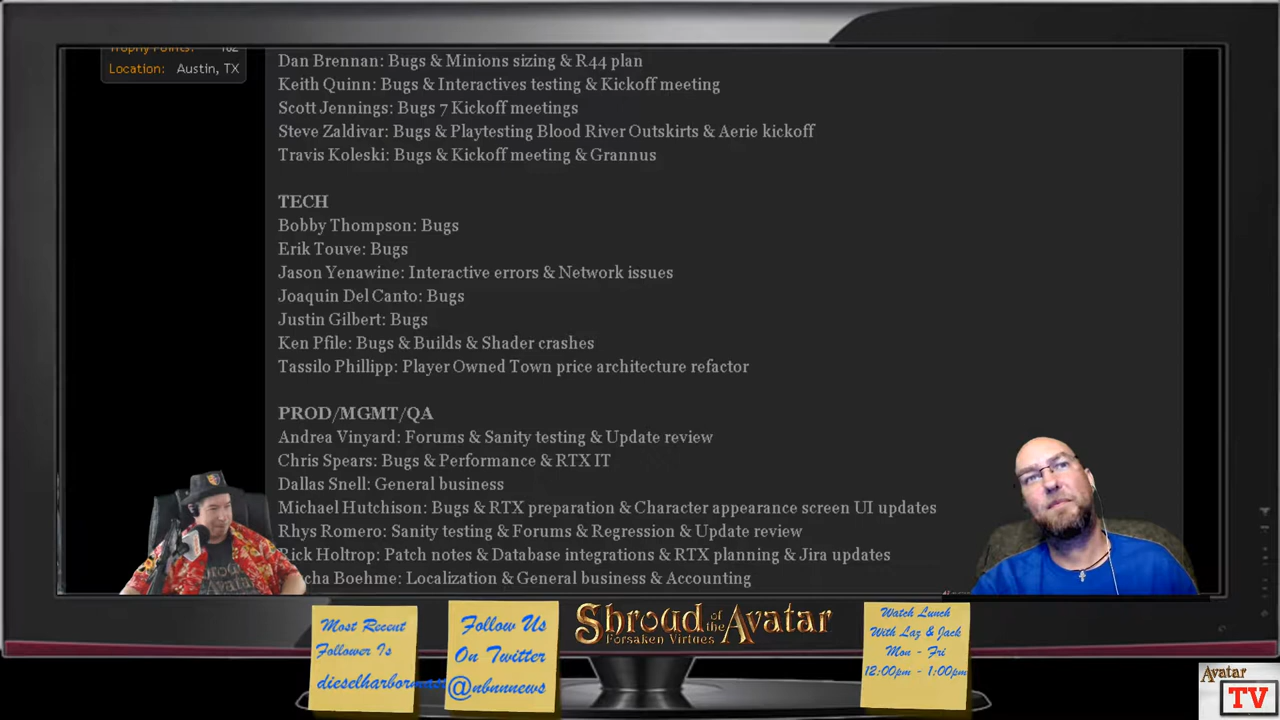 Trophy Points: 162
Location: Austin, TX
Dan Brennan: Bugs & Minions sizing & R44 plan
Keith Quinn: Bugs & Interactives testing & Kickoff meeting
Scott Jennings: Bugs 7 Kickoff meetings
Steve Zaldivar: Bugs & Playtesting Blood River Outskirts & Aerie kickoff
Travis Koleski: Bugs & Kickoff meeting & Grannus
TECH
Bobby Thompson: Bugs
Erik Touve: Bugs
Jason Yenawine: Interactive errors & Network issues
Joaquin Del Canto: Bugs
Justin Gilbert: Bugs
Ken Pfile: Bugs & Builds & Shader crashes
Tassilo Phillipp: Player Owned Town price architecture refactor
PROD/MGMT/QA
Andrea Vinyard: Forums & Sanity testing & Update review
Chris Spears: Bugs & Performance & RTX IT
Dallas Snell: General business
Michael Hutchison: Bugs & RTX preparation & Character appearance screen UI updates
Rhys Romero: Sanity testing & Forums & Regression & Update review
Rick Holtrop: Patch notes & Database integrations & RTX planning & Jira updates
Boehme: Localization & General business & Accounting
Most Recent
Follower Is
Follow Us
On Twitter
@nbnnnews
Shroud of the Avatar
Forsaken Virtues
Watch Lunch
With Laz & Jack
Mon - Fri
12:00pm - 1:00pm
Avatar
TV